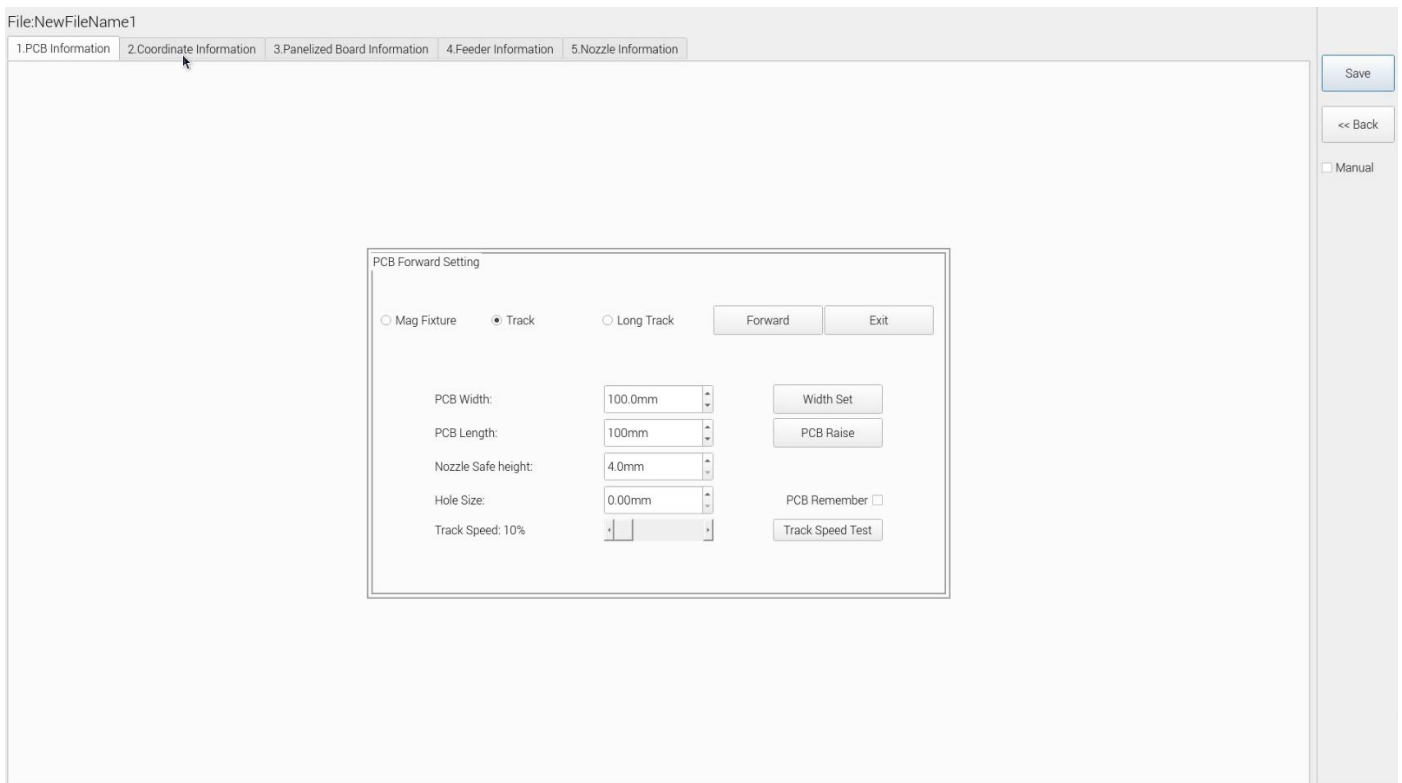 File:NewFileName1
1.PCB Information 2.Coordinate Information 3.Panelized Board Information 4.Feeder Information 5.Nozzle Information
Save
<< Back
Manual
PCB Forward Setting
Mag Fixture Track Long Track Forward Exit
PCB Width: 100.0mm Width Set
PCB Length: 100mm PCB Raise
Nozzle Safe height: 4.0mm
Hole Size: 0.00mm PCB Remember
Track Speed: 10% Track Speed Test